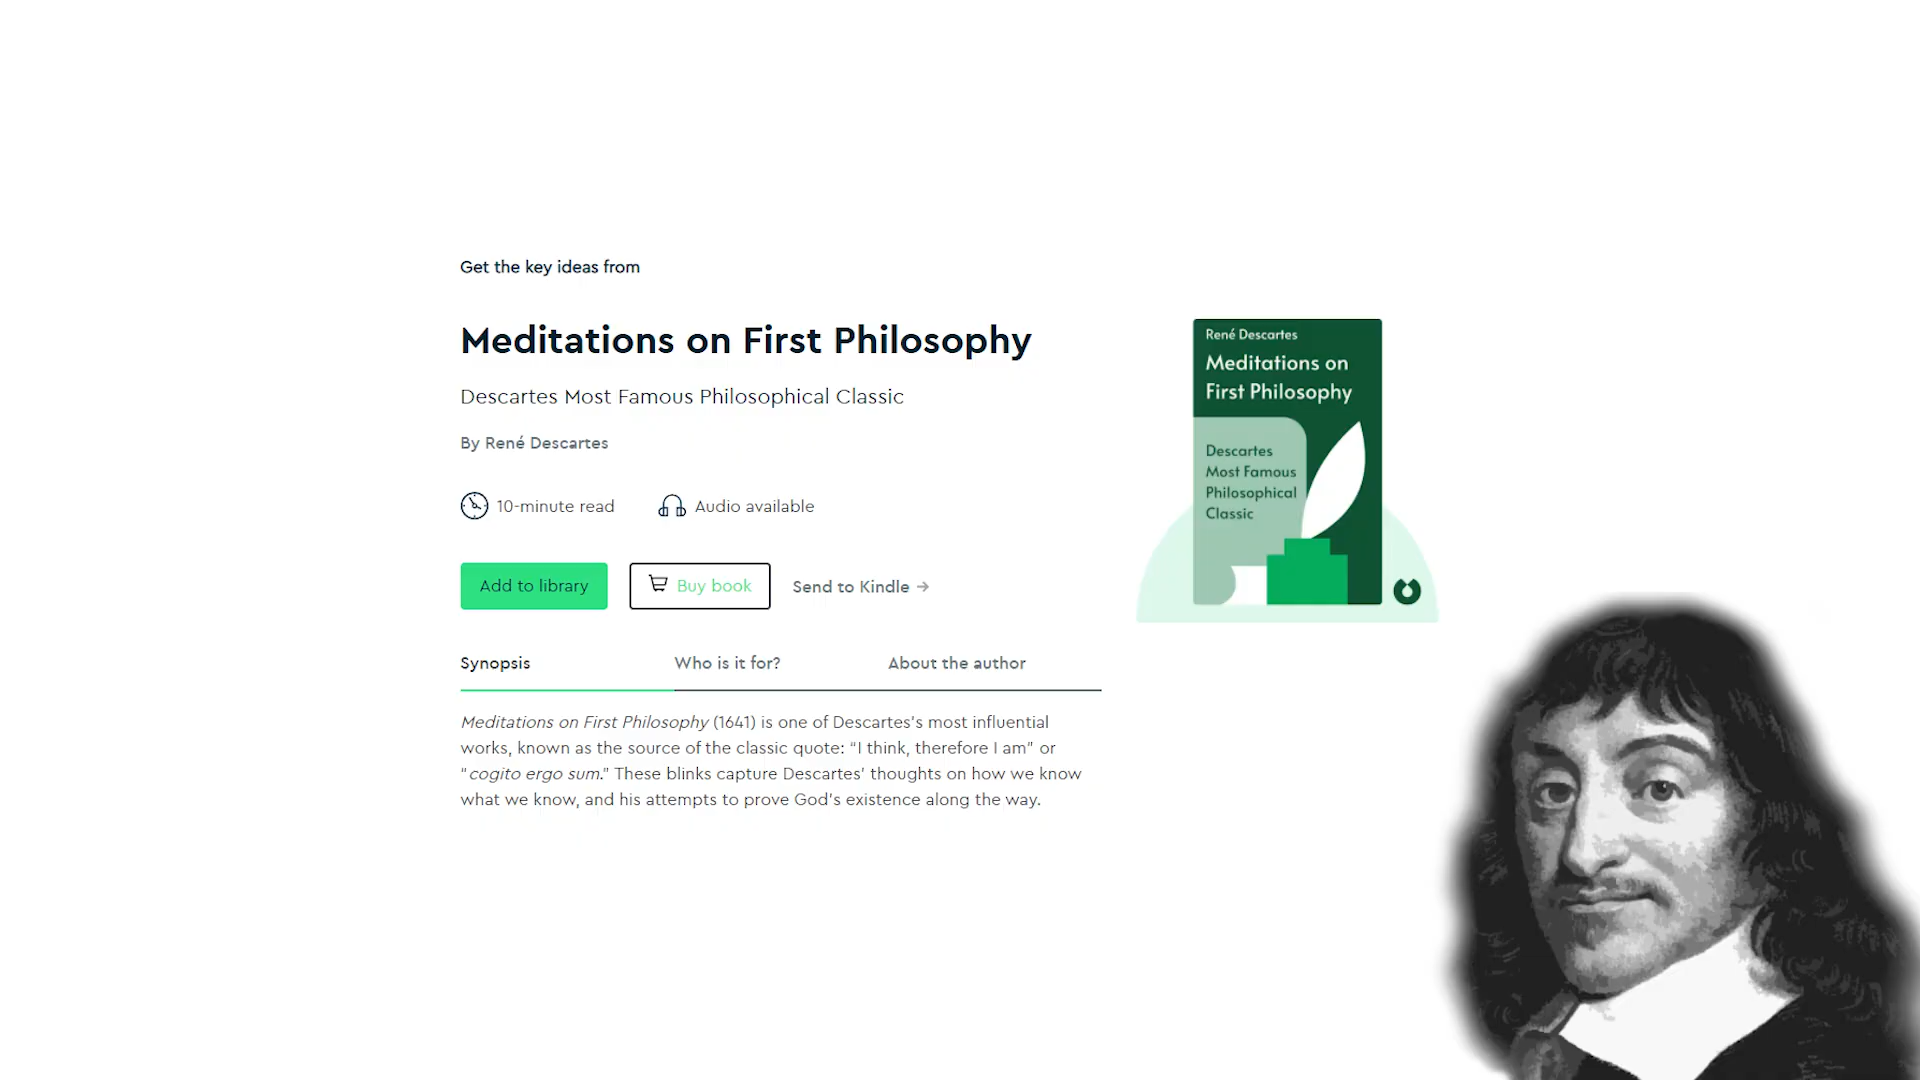 Get the key ideas from
Meditations on First Philosophy
Descartes Most Famous Philosophical Classic
By René Descartes
10-minute read
Audio available
Add to library
Buy book
Send to Kindle →
Synopsis
Who is it for?
About the author
Meditations on First Philosophy (1641) is one of Descartes's most influential
works, known as the source of the classic quote: “I think, therefore I am” or
“cogito ergo sum.” These blinks capture Descartes’ thoughts on how we know
what we know, and his attempts to prove God’s existence along the way.
René Descartes
Meditations on
First Philosophy
Descartes
Most Famous
Philosophical
Classic